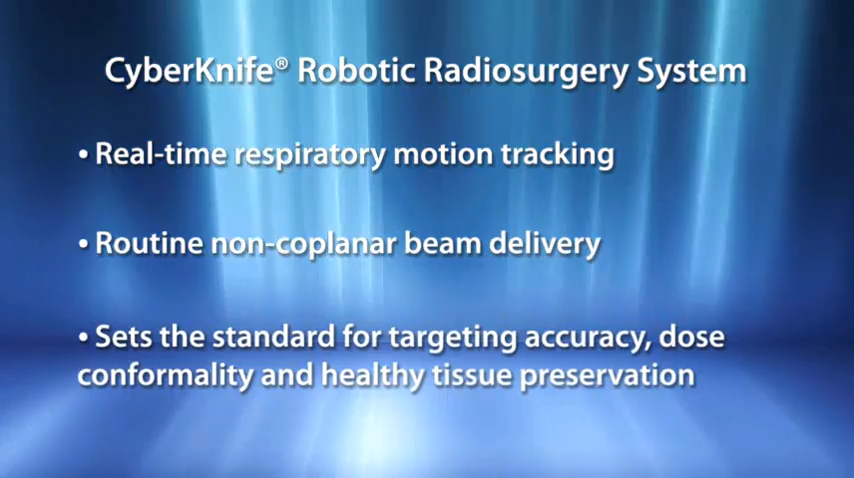 CyberKnife® Robotic Radiosurgery System
• Real-time respiratory motion tracking
• Routine non-coplanar beam delivery
• Sets the standard for targeting accuracy, dose
conformality and healthy tissue preservation